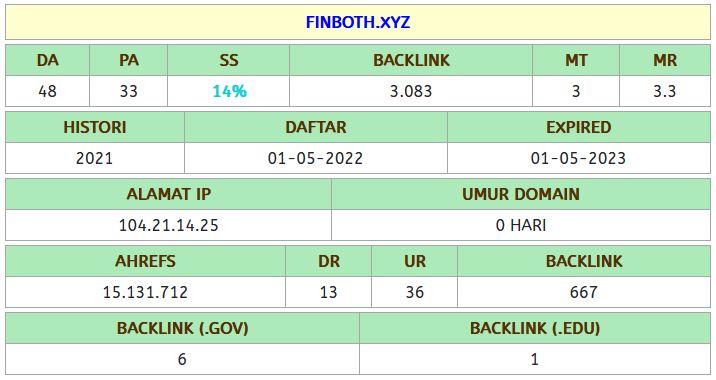 FINBOTH.XYZ
DA PA SS BACKLINK MT MR
48 33 14% 3.083 3 3.3
HISTORI DAFTAR EXPIRED
2021 01-05-2022 01-05-2023
ALAMAT IP UMUR DOMAIN
104.21.14.25 0 HARI
AHREFS DR UR BACKLINK
15.131.712 13 36 667
BACKLINK (.GOV) BACKLINK (.EDU)
6 1